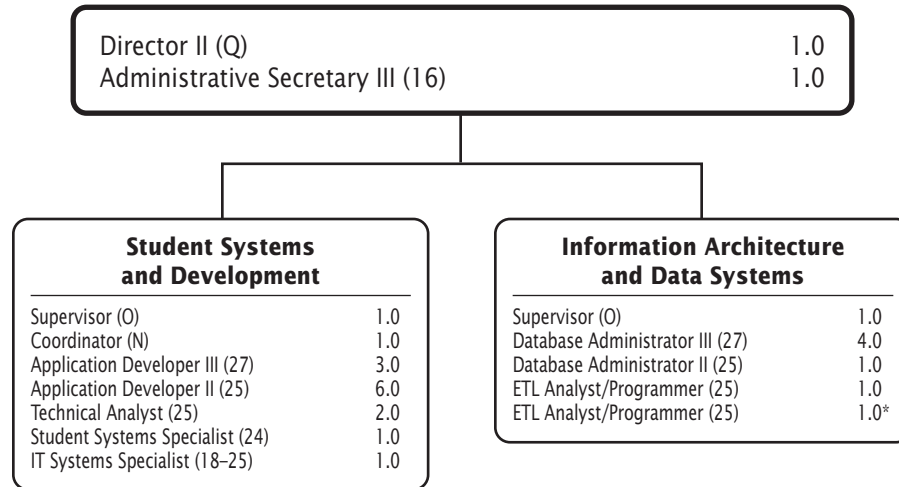 Director II (Q) 1.0
Administrative Secretary III (16) 1.0
Student Systems
and Development
Supervisor (O) 1.0
Coordinator (N) 1.0
Application Developer III (27) 3.0
Application Developer II (25) 6.0
Technical Analyst (25) 2.0
Student Systems Specialist (24) 1.0
IT Systems Specialist (18–25) 1.0
Information Architecture
and Data Systems
Supervisor (O) 1.0
Database Administrator III (27) 4.0
Database Administrator II (25) 1.0
ETL Analyst/Programmer (25) 1.0
ETL Analyst/Programmer (25) 1.0*